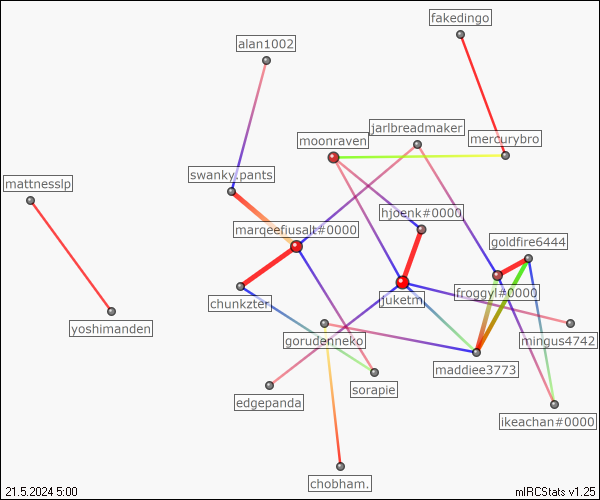 fakedingo
alan1002
jarlbreadmaker
moonraven
mercurybro
swanky.pants
mattnesslp
hjoenk#0000
marqeefiusalt#0000
goldfire6444
froggyl#0000
chunkzter
juketrn
yoshimanden
gorudenneko
mingus4742
maddiee3773
sorapie
edgepanda
ikeachan#0000
chobham.
21.5.2024 5:00
mIRCStats v1.25